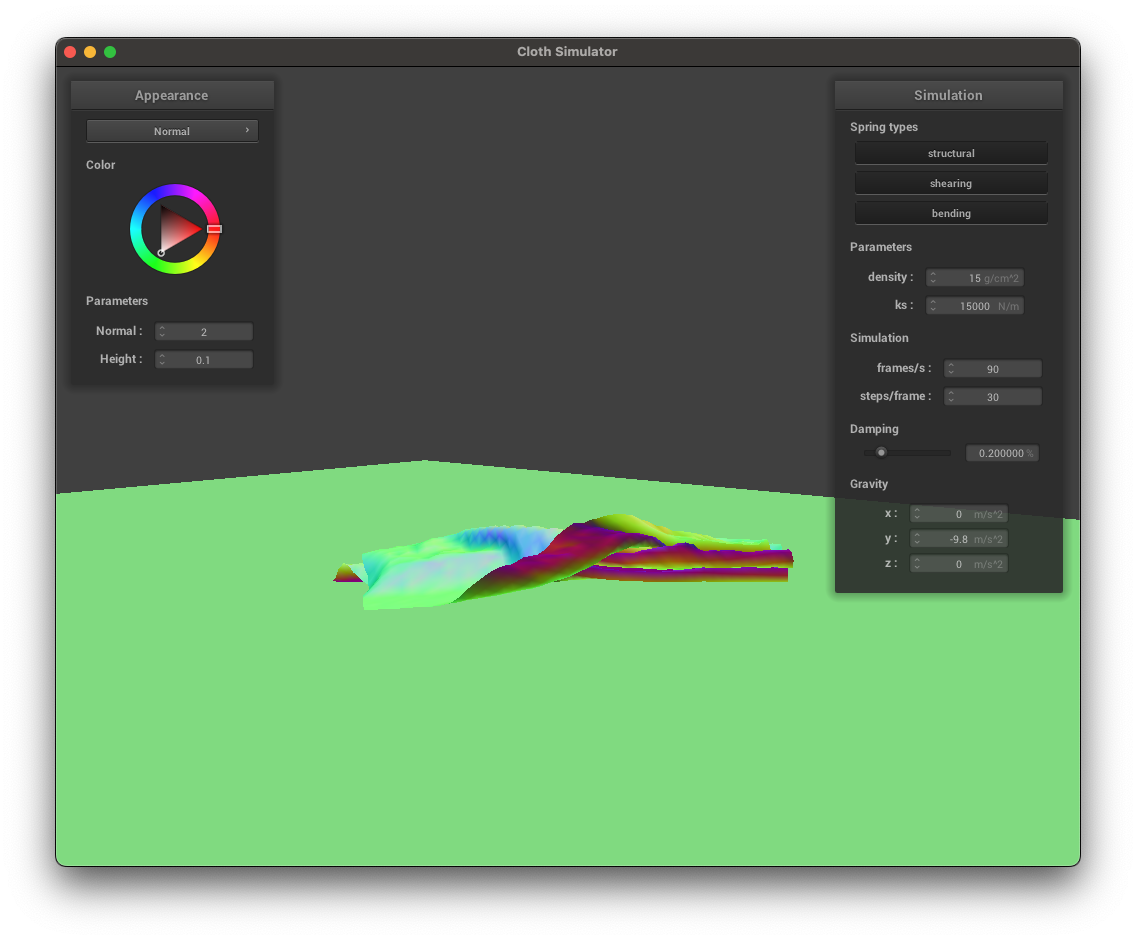 Cloth Simulator
Appearance
Normal
Color
Parameters
Normal : 2
Height : 0.1
Simulation
Spring types
structural
shearing
bending
Parameters
density : 15 g/cm^2
ks : 15000 N/m
Simulation
frames/s : 90
steps/frame : 30
Damping
0.200000 %
Gravity
x : 0 m/s^2
y : -9.8 m/s^2
z : 0 m/s^2